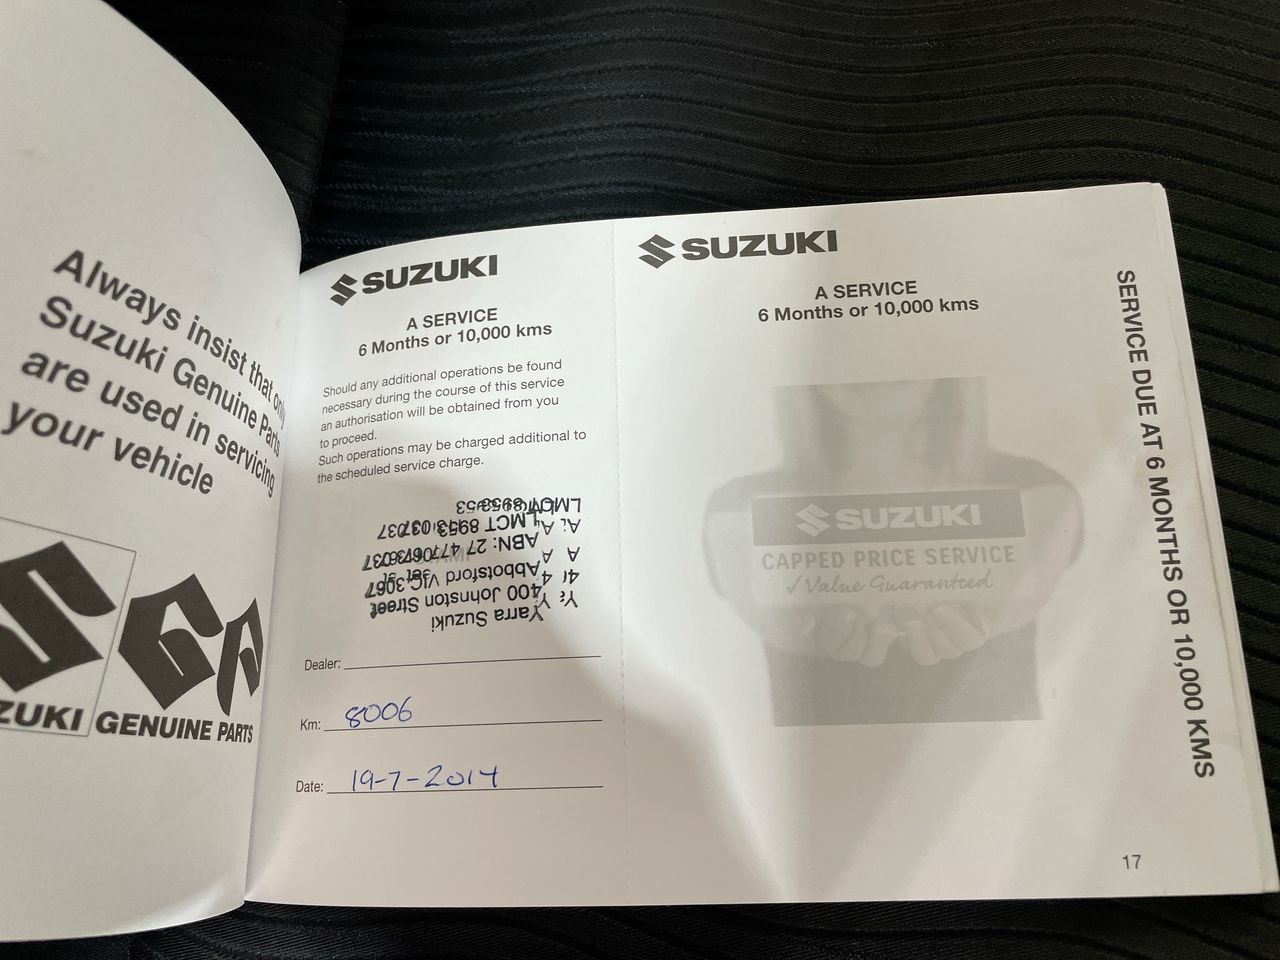 Always insist that only
Suzuki Genuine Parts
are used in servicing
your vehicle
ZUKI GENUINE PARTS
SUZUKI
A SERVICE
6 Months or 10,000 kms
Should any additional operations be found
necessary during the course of this service
an authorisation will be obtained from you
to proceed.
Such operations may be charged additional to
the scheduled service charge.
Yarra Suzuki
400 Johnston Street
Abbotsford VIC 3067
ABN: 27
LMCT 8953
Dealer:
Km: 8006
Date: 19-7-2014
SUZUKI
A SERVICE
6 Months or 10,000 kms
SUZUKI
CAPPED PRICE SERVICE
✓ Value Guaranteed
SERVICE DUE AT 6 MONTHS OR 10,000 KMS
17